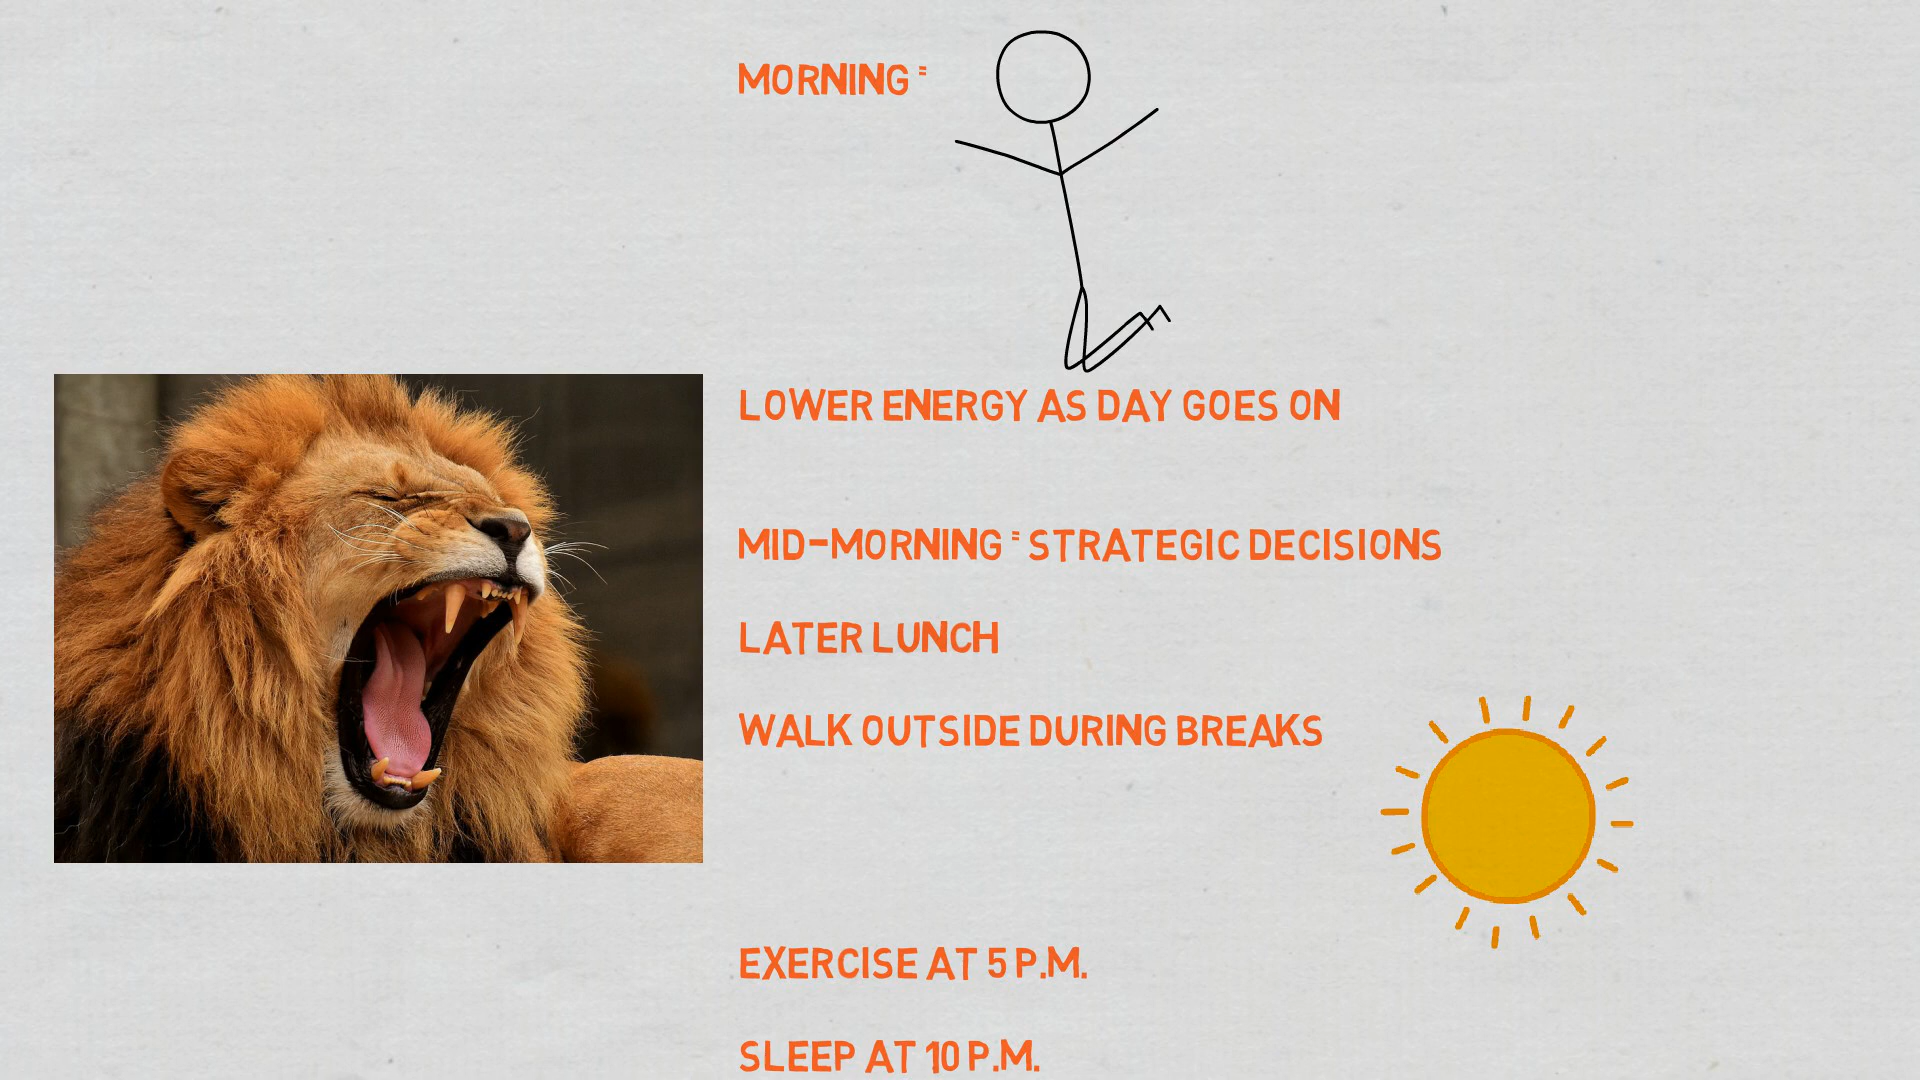 MORNING =
LOWER ENERGY AS DAY GOES ON
MID-MORNING = STRATEGIC DECISIONS
LATER LUNCH
WALK OUTSIDE DURING BREAKS
EXERCISE AT 5 P.M.
SLEEP AT 10 P.M.